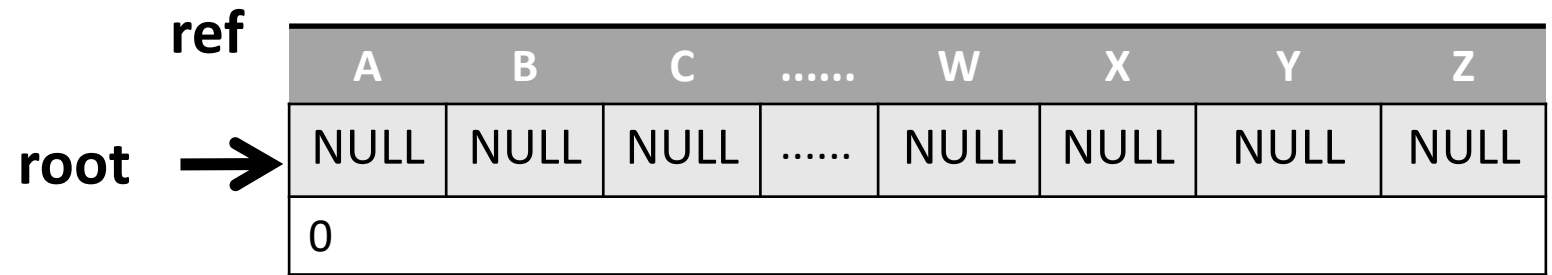 ref
A B C ...... W X Y Z
root NULL NULL NULL ...... NULL NULL NULL NULL
0